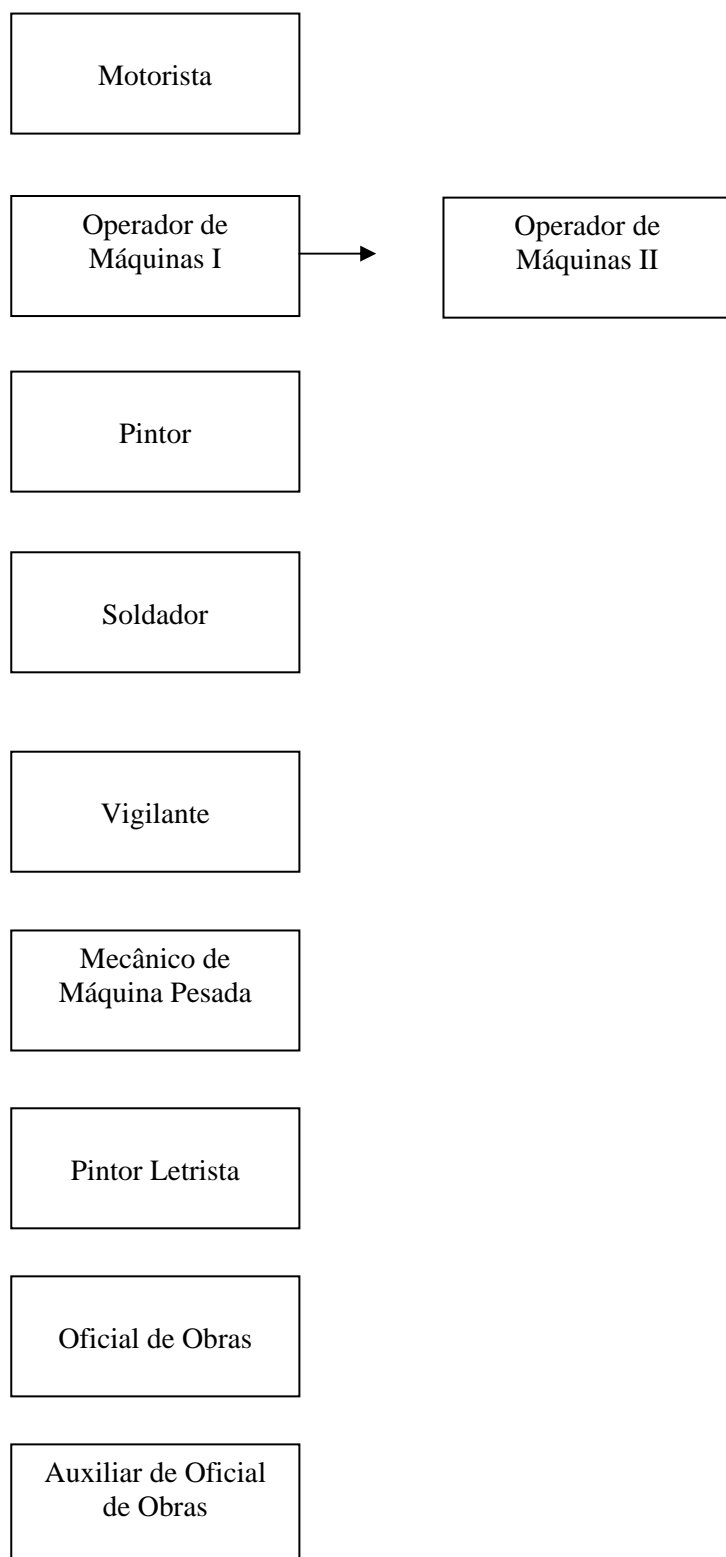 Motorista
Operador de
Máquinas I
Operador de
Máquinas II
Pintor
Soldador
Vigilante
Mecânico de
Máquina Pesada
Pintor Letrista
Oficial de Obras
Auxiliar de Oficial
de Obras